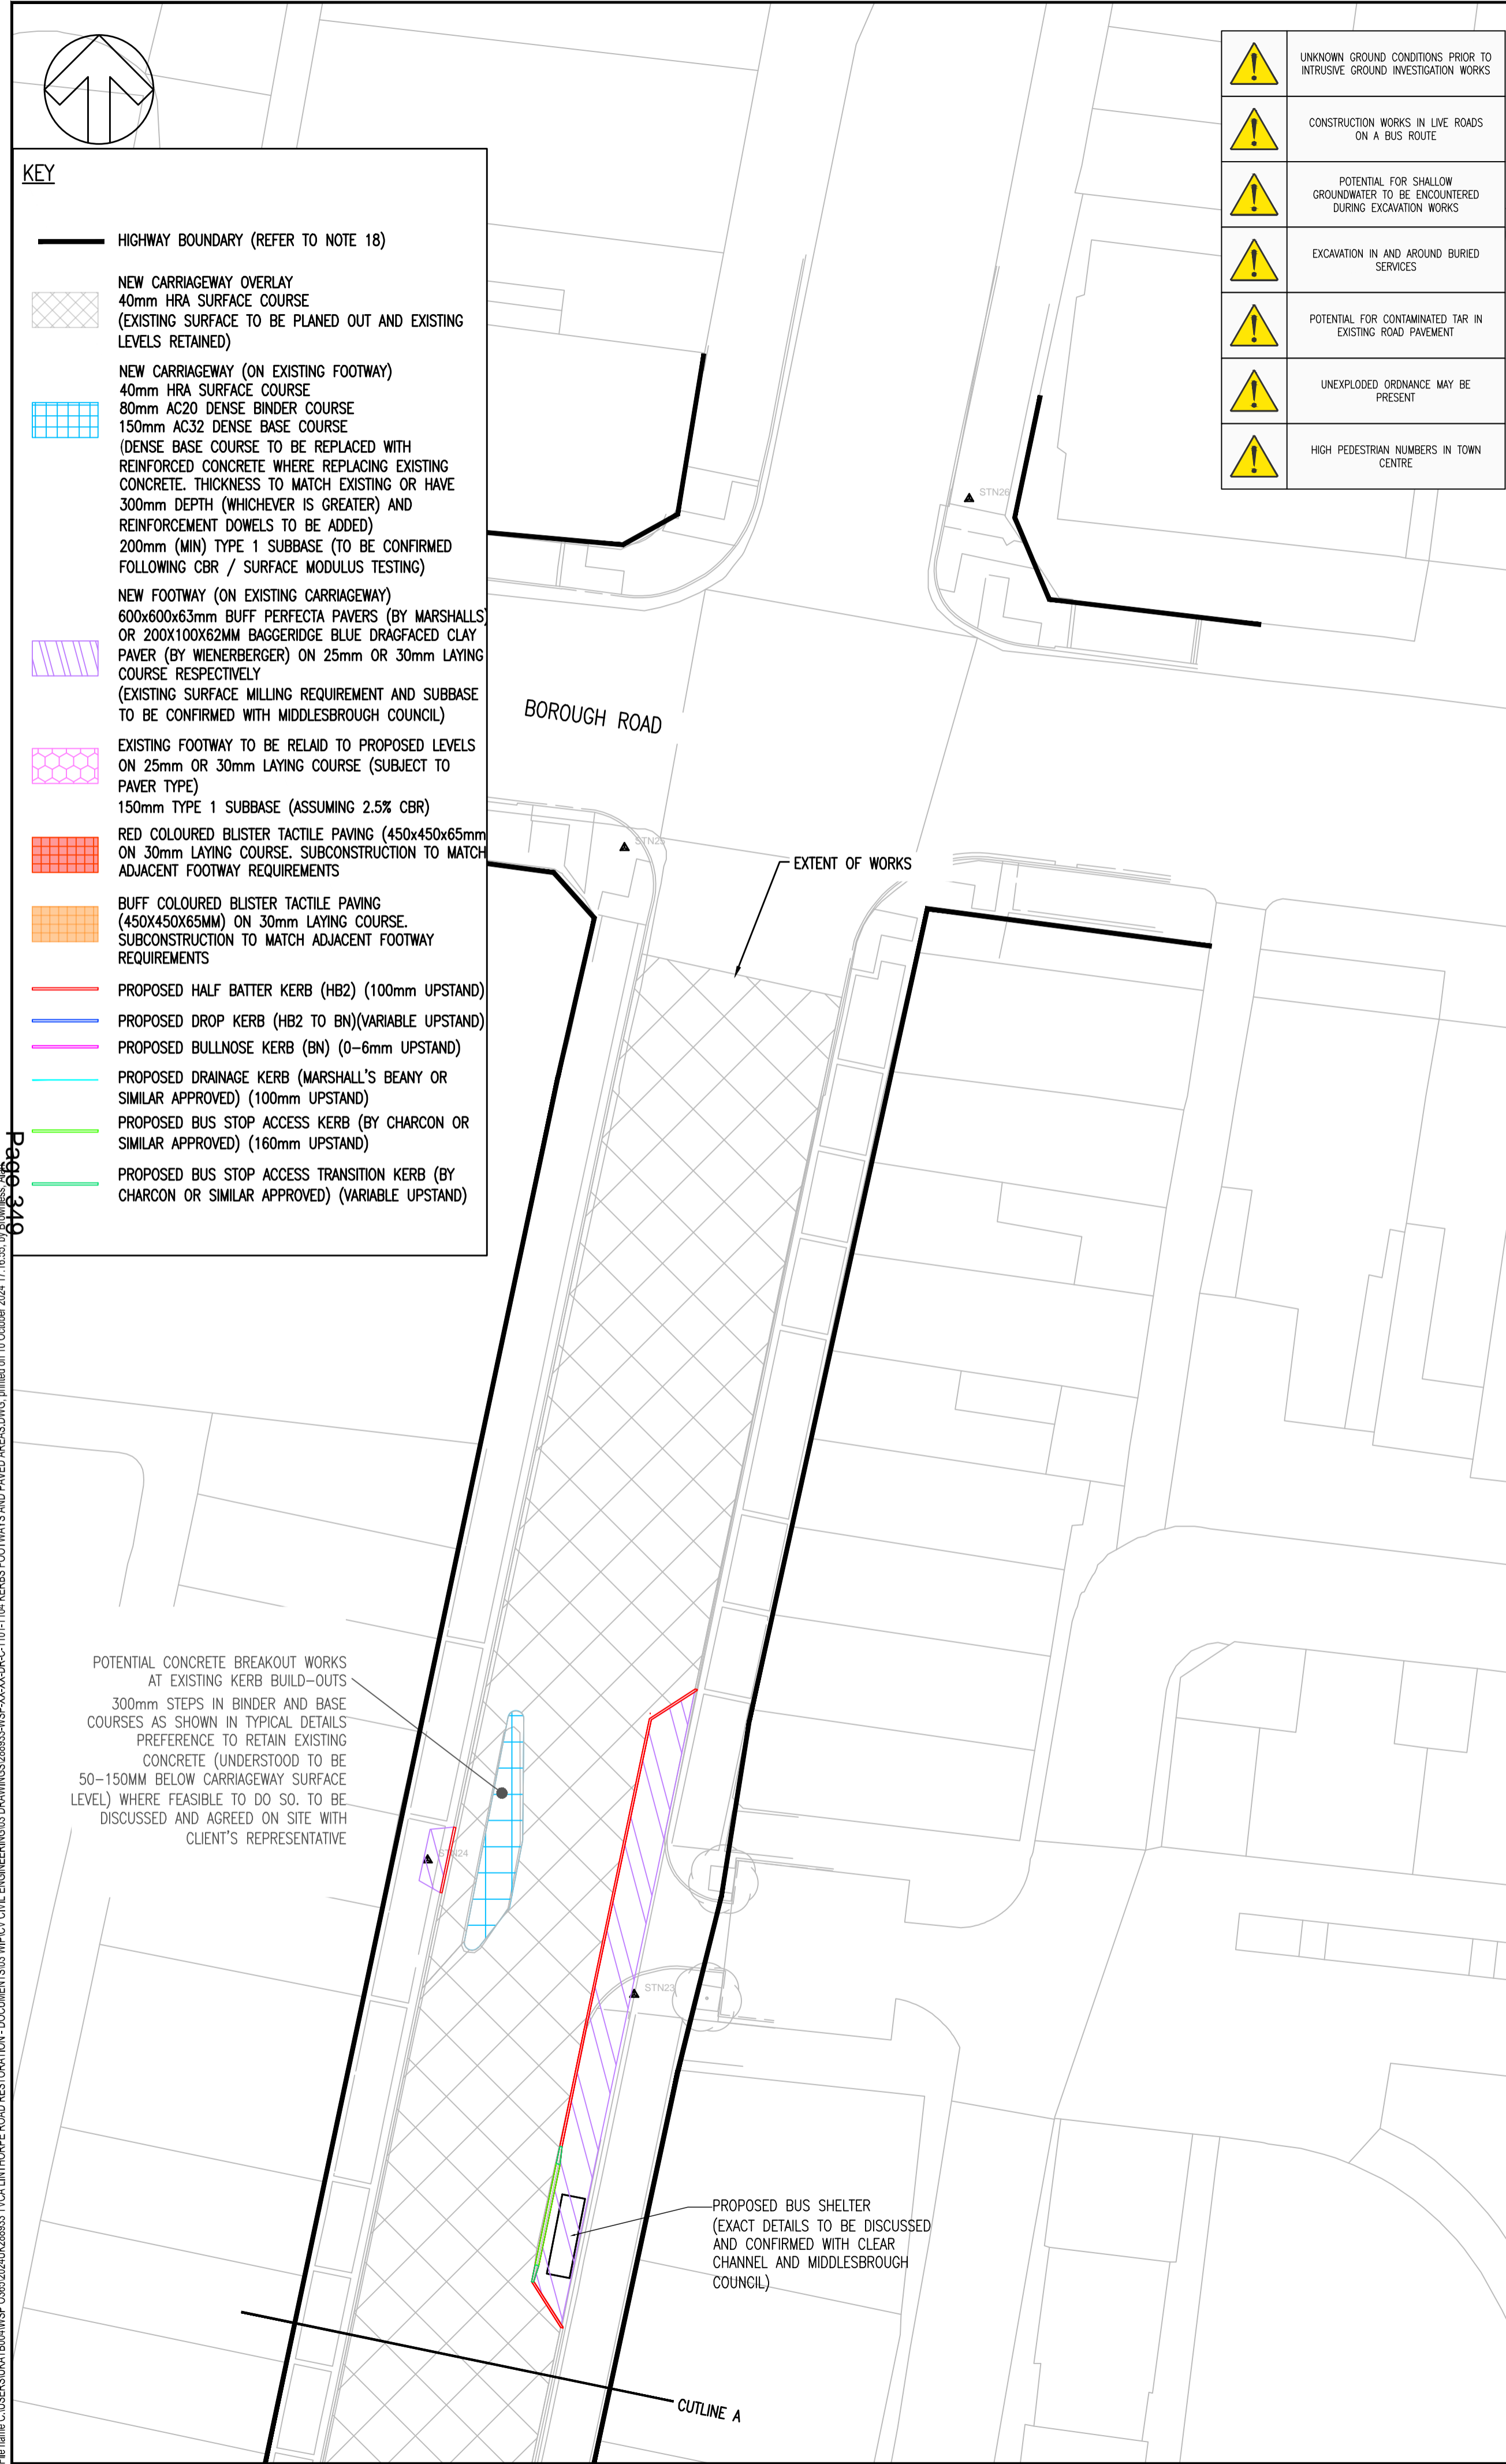 KEY
HIGHWAY BOUNDARY (REFER TO NOTE 18)
NEW CARRIAGEWAY OVERLAY
40mm HRA SURFACE COURSE
(EXISTING SURFACE TO BE PLANED OUT AND EXISTING
LEVELS RETAINED)
NEW CARRIAGEWAY (ON EXISTING FOOTWAY)
40mm HRA SURFACE COURSE
80mm AC20 DENSE BINDER COURSE
150mm AC32 DENSE BASE COURSE
(DENSE BASE COURSE TO BE REPLACED WITH
REINFORCED CONCRETE WHERE REPLACING EXISTING
CONCRETE. THICKNESS TO MATCH EXISTING OR HAVE
300mm DEPTH (WHICHEVER IS GREATER) AND
REINFORCEMENT DOWELS TO BE ADDED)
200mm (MIN) TYPE 1 SUBBASE (TO BE CONFIRMED
FOLLOWING CBR / SURFACE MODULUS TESTING)
NEW FOOTWAY (ON EXISTING CARRIAGEWAY)
600x600x63mm BUFF PERFECTA PAVERS (BY MARSHALLS)
OR 200X100X62MM BAGGERIDGE BLUE DRAGFACED CLAY
PAVER (BY WIENERBERGER) ON 25mm OR 30mm LAYING
COURSE RESPECTIVELY
(EXISTING SURFACE MILLING REQUIREMENT AND SUBBASE
TO BE CONFIRMED WITH MIDDLESBROUGH COUNCIL)
EXISTING FOOTWAY TO BE RELAID TO PROPOSED LEVELS
ON 25mm OR 30mm LAYING COURSE (SUBJECT TO
PAVER TYPE)
150mm TYPE 1 SUBBASE (ASSUMING 2.5% CBR)
RED COLOURED BLISTER TACTILE PAVING (450x450x65mm
ON 30mm LAYING COURSE. SUBCONSTRUCTION TO MATCH
ADJACENT FOOTWAY REQUIREMENTS
BUFF COLOURED BLISTER TACTILE PAVING
(450X450X65MM) ON 30mm LAYING COURSE.
SUBCONSTRUCTION TO MATCH ADJACENT FOOTWAY
REQUIREMENTS
PROPOSED HALF BATTER KERB (HB2) (100mm UPSTAND)
PROPOSED DROP KERB (HB2 TO BN)(VARIABLE UPSTAND)
PROPOSED BULLNOSE KERB (BN) (0-6mm UPSTAND)
PROPOSED DRAINAGE KERB (MARSHALL'S BEANY OR
SIMILAR APPROVED) (100mm UPSTAND)
PROPOSED BUS STOP ACCESS KERB (BY CHARCON OR
SIMILAR APPROVED) (160mm UPSTAND)
PROPOSED BUS STOP ACCESS TRANSITION KERB (BY
CHARCON OR SIMILAR APPROVED) (VARIABLE UPSTAND)
UNKNOWN GROUND CONDITIONS PRIOR TO
INTRUSIVE GROUND INVESTIGATION WORKS
CONSTRUCTION WORKS IN LIVE ROADS
ON A BUS ROUTE
POTENTIAL FOR SHALLOW
GROUNDWATER TO BE ENCOUNTERED
DURING EXCAVATION WORKS
EXCAVATION IN AND AROUND BURIED
SERVICES
POTENTIAL FOR CONTAMINATED TAR IN
EXISTING ROAD PAVEMENT
UNEXPLODED ORDNANCE MAY BE
PRESENT
HIGH PEDESTRIAN NUMBERS IN TOWN
CENTRE
STN26
BOROUGH ROAD
STN25
EXTENT OF WORKS
POTENTIAL CONCRETE BREAKOUT WORKS
AT EXISTING KERB BUILD-OUTS
300mm STEPS IN BINDER AND BASE
COURSES AS SHOWN IN TYPICAL DETAILS
PREFERENCE TO RETAIN EXISTING
CONCRETE (UNDERSTOOD TO BE
50-150MM BELOW CARRIAGEWAY SURFACE
LEVEL) WHERE FEASIBLE TO DO SO. TO BE
DISCUSSED AND AGREED ON SITE WITH
CLIENT'S REPRESENTATIVE
STN24
STN23
PROPOSED BUS SHELTER
(EXACT DETAILS TO BE DISCUSSED
AND CONFIRMED WITH CLEAR
CHANNEL AND MIDDLESBROUGH
COUNCIL)
CUTLINE A
Page 349